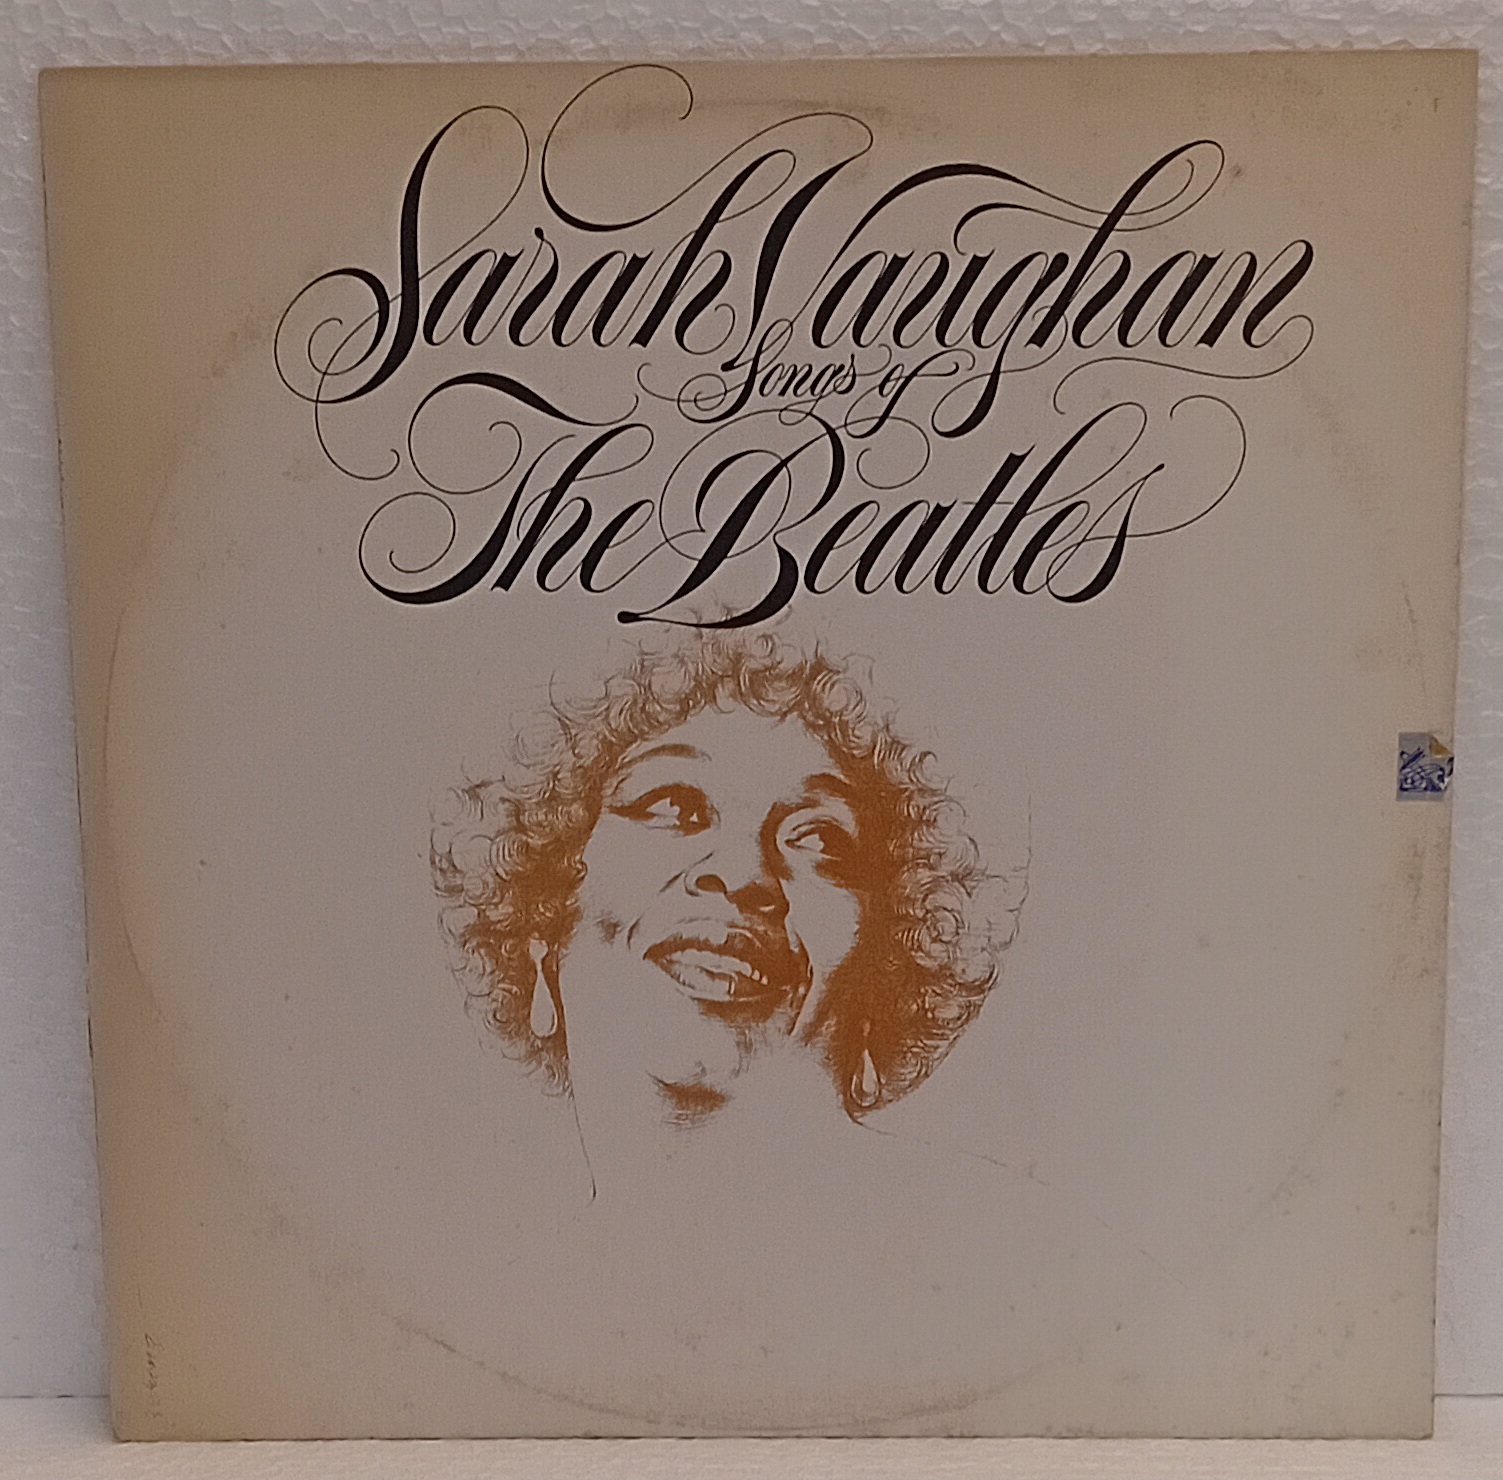 Sarah Vaughan
Songs of
The Beatles